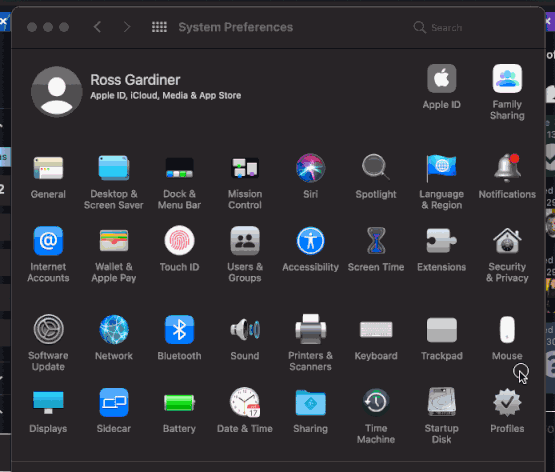 System Preferences
Search
Ross Gardiner
Apple ID, iCloud, Media & App Store
Apple ID
Family
Sharing
General
Desktop &
Screen Saver
Dock &
Menu Bar
Mission
Control
Siri
Spotlight
Language
& Region
Notifications
Internet
Accounts
Wallet &
Apple Pay
Touch ID
Users &
Groups
Accessibility
Screen Time
Extensions
Security
& Privacy
Software
Update
Network
Bluetooth
Sound
Printers &
Scanners
Keyboard
Trackpad
Mouse
Displays
Sidecar
Battery
JUL
17
Date & Time
Sharing
Time
Machine
Startup
Disk
Profiles